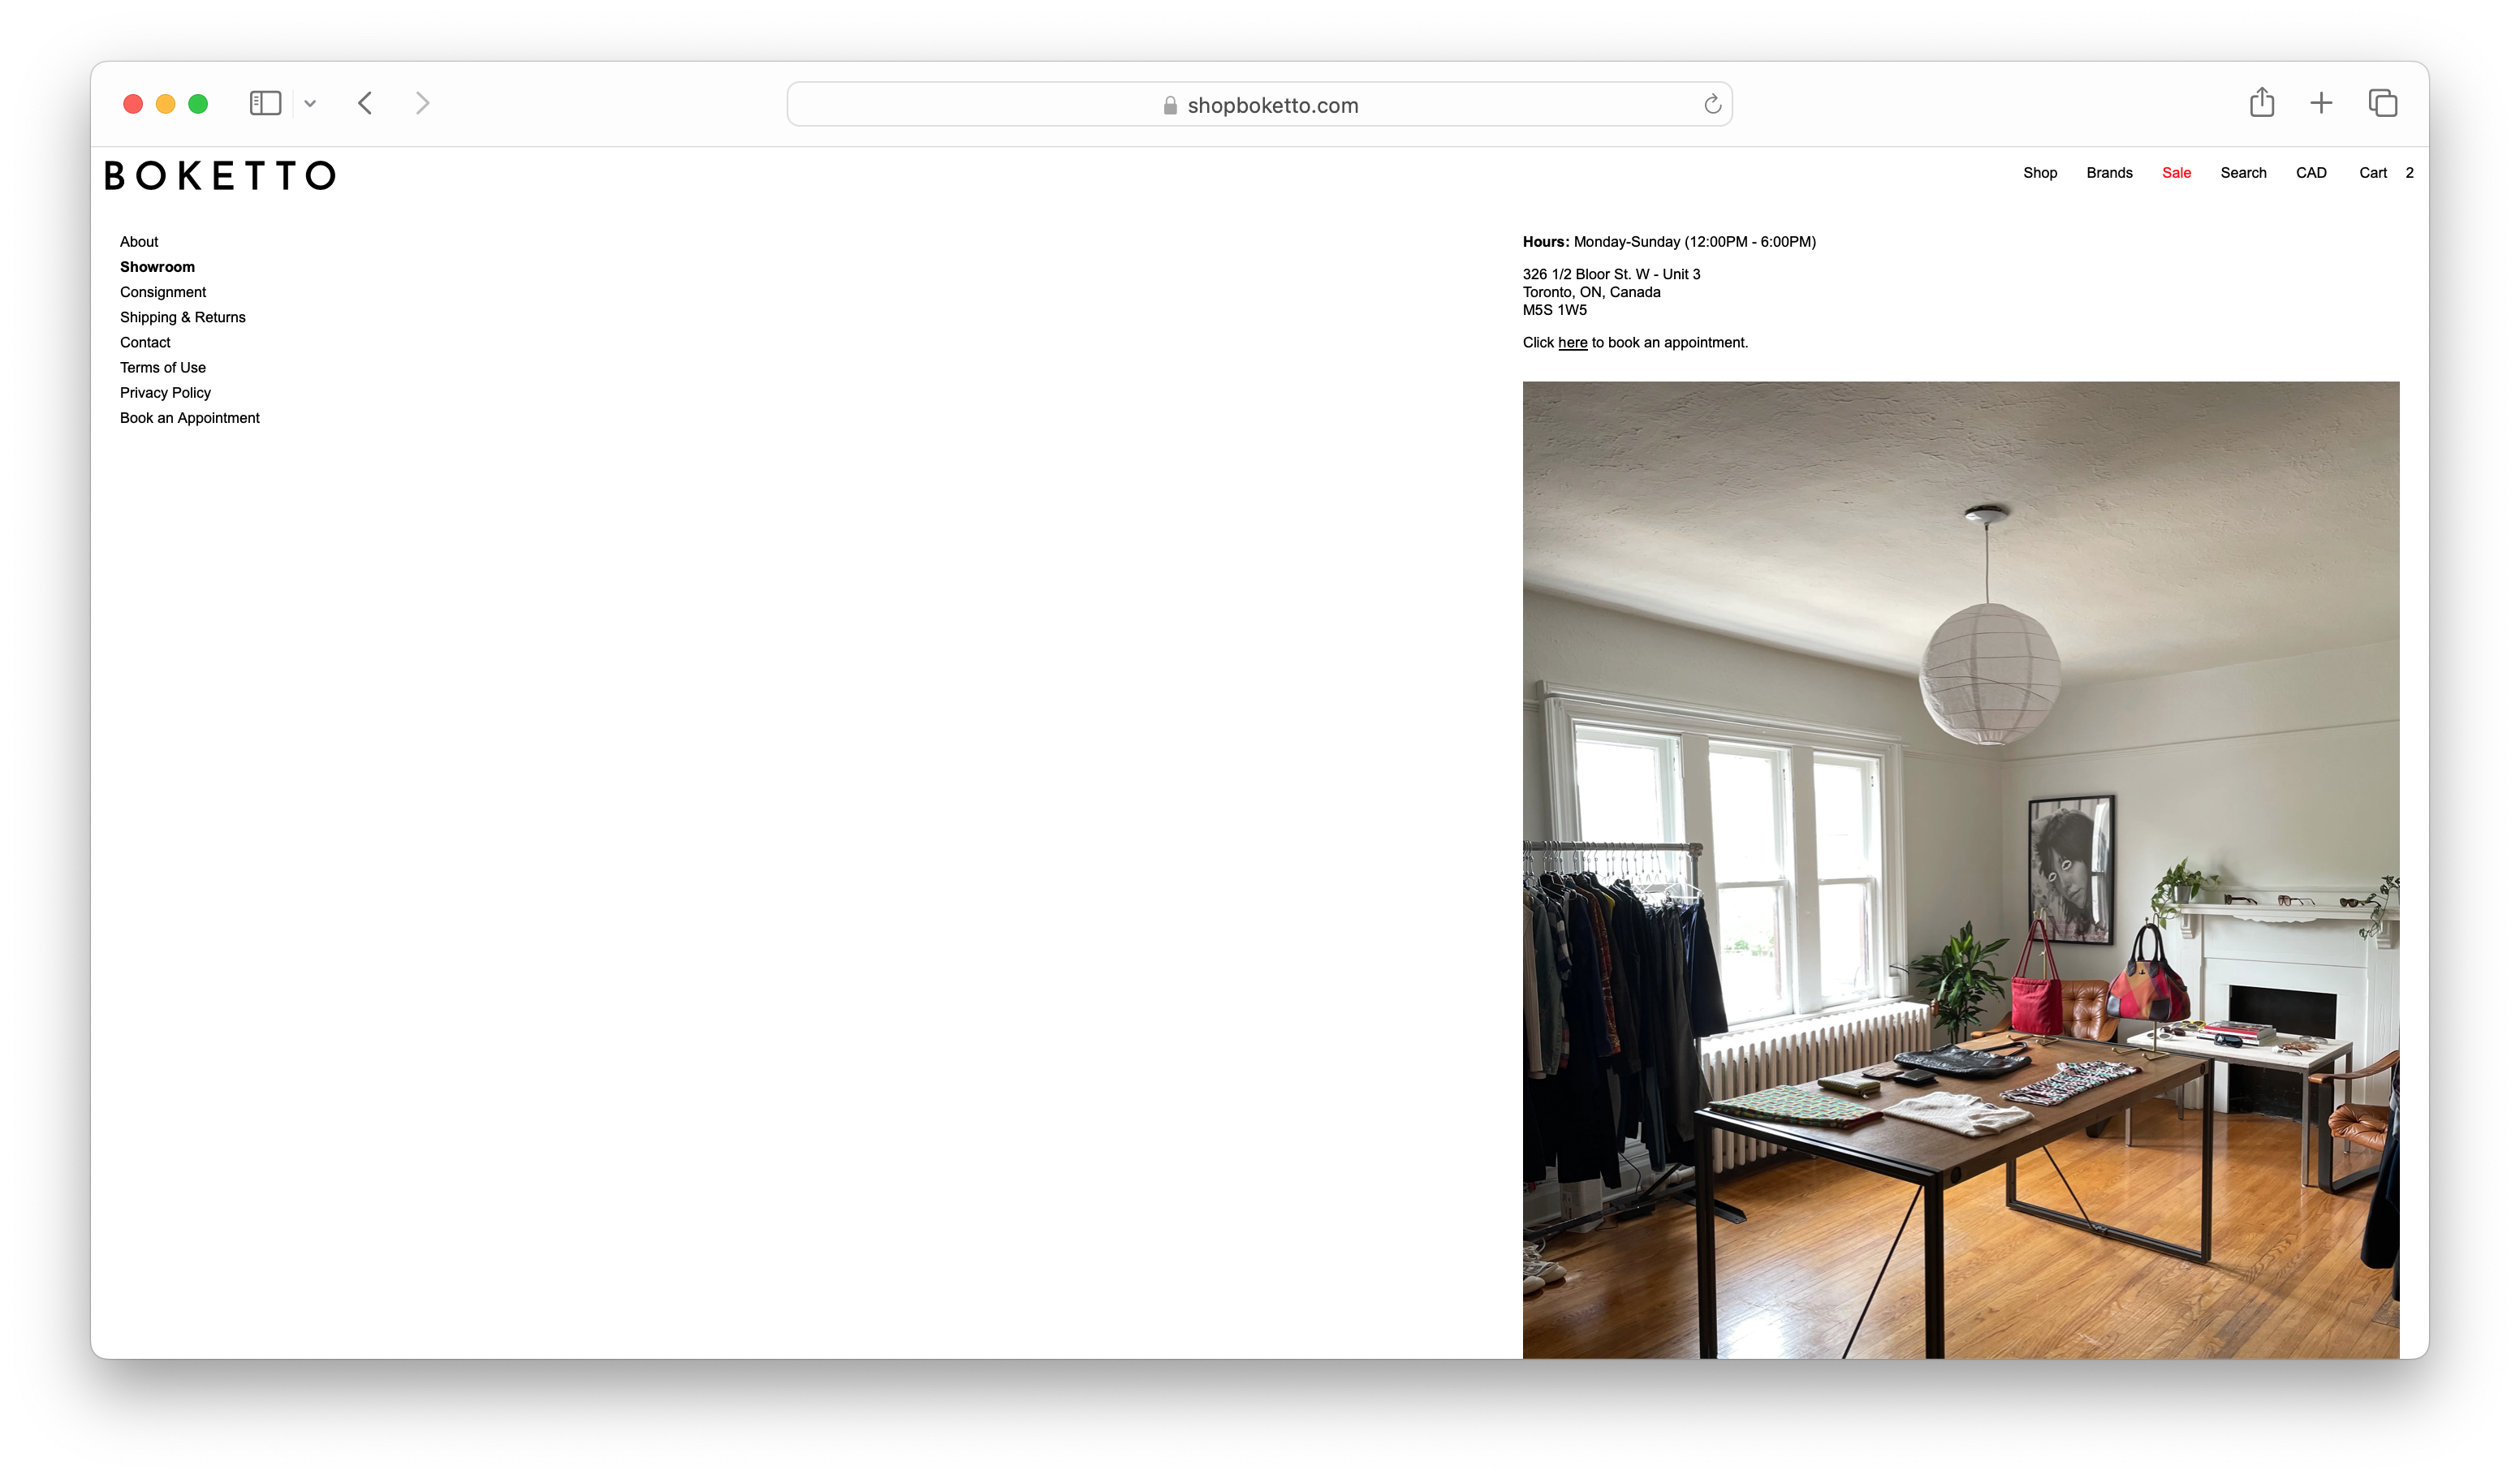 shopboketto.com
BOKETTO
Shop Brands Sale Search CAD Cart 2
About
Showroom
Consignment
Shipping & Returns
Contact
Terms of Use
Privacy Policy
Book an Appointment
Hours: Monday-Sunday (12:00PM - 6:00PM)
326 1/2 Bloor St. W - Unit 3
Toronto, ON, Canada
M5S 1W5
Click here to book an appointment.